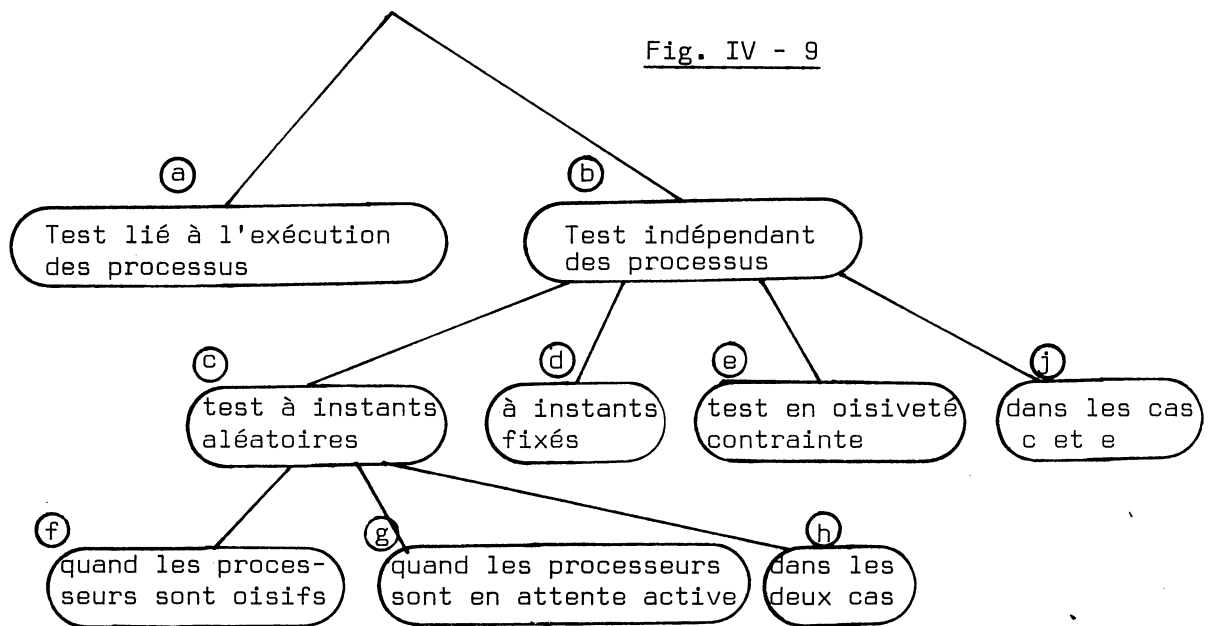 Fig. IV - 9
a
b
Test lié à l'exécution
des processus
Test indépendant
des processus
c
d
e
j
test à instants
aléatoires
à instants
fixés
test en oisiveté
contrainte
dans les cas
c et e
f
g
h
quand les proces-
seurs sont oisifs
quand les processeurs
sont en attente active
dans les
deux cas